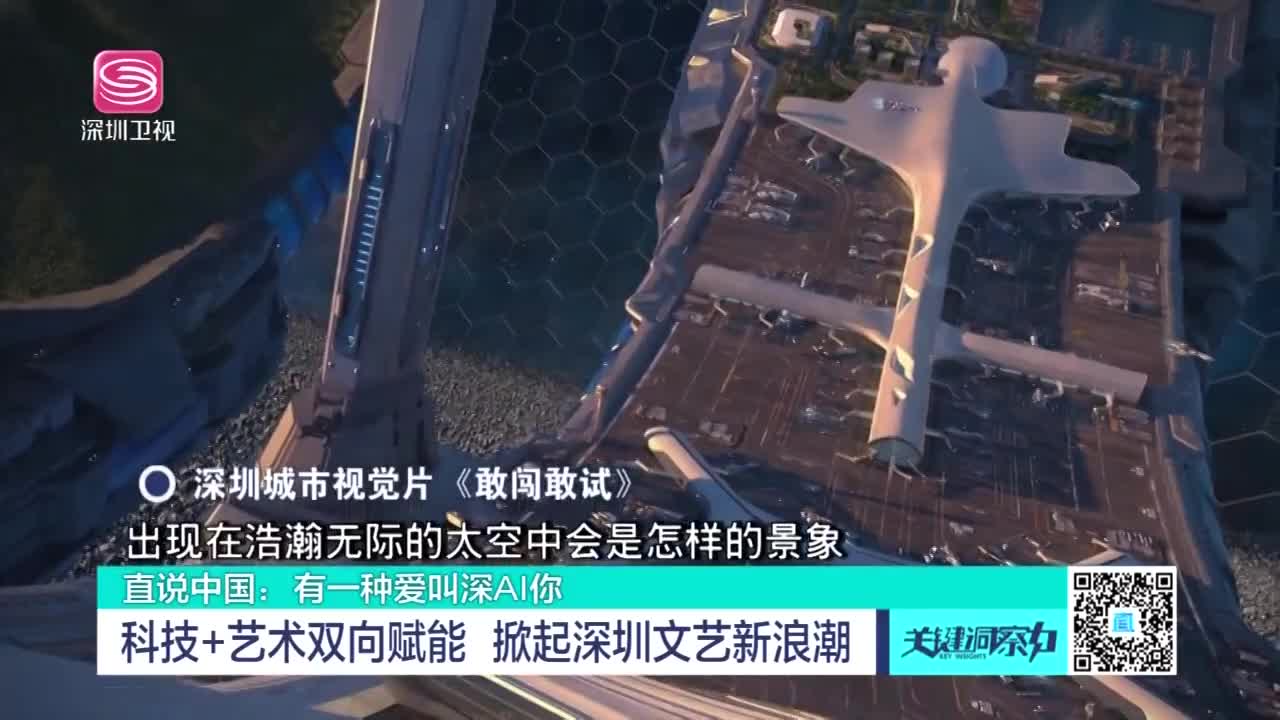 深圳卫视
深圳城市视觉片《敢闯敢试》
出现在浩瀚无际的太空中会是怎样的景象
直说中国：有一种爱叫深AI你
科技+艺术双向赋能 掀起深圳文艺新浪潮
关键洞察力
KEY INSIGHTS